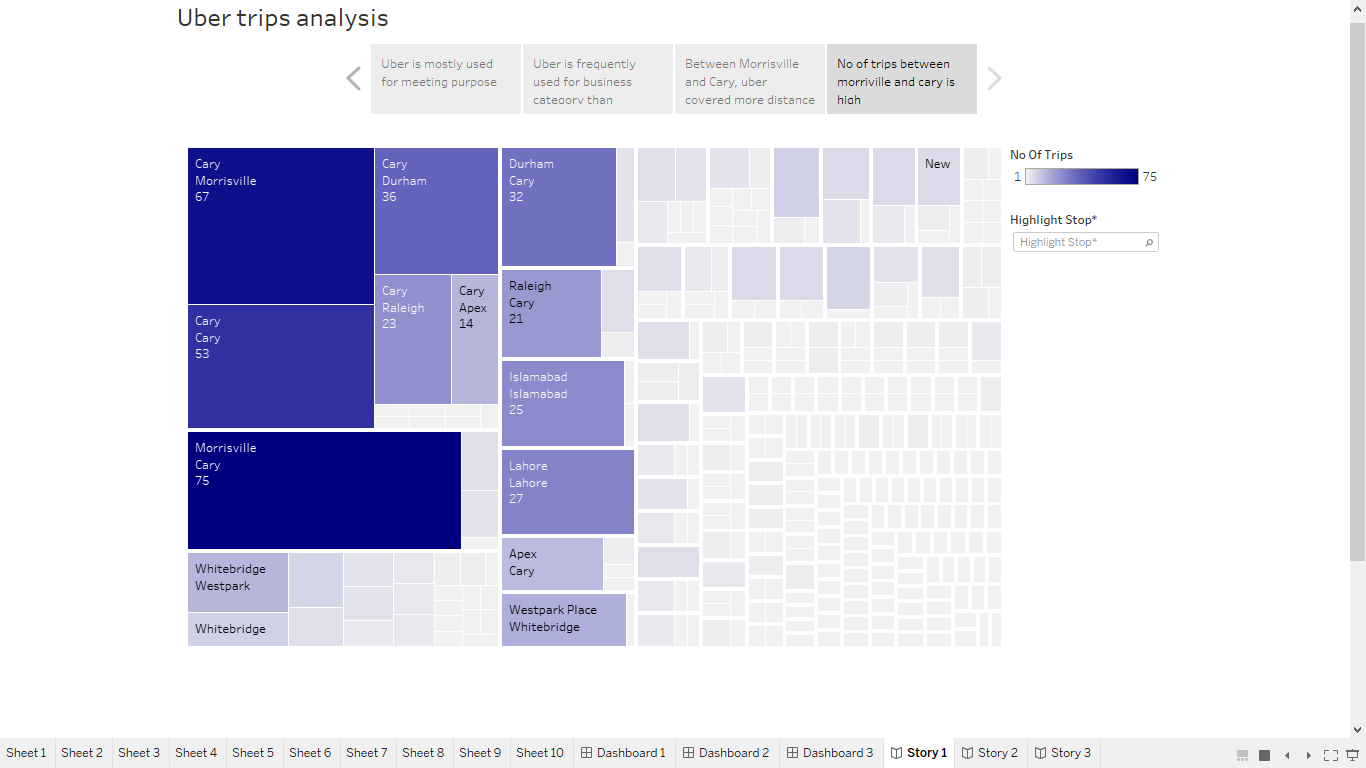 Uber trips analysis
Uber is mostly used
for meeting purpose
Uber is frequently
used for business
category than
Between Morrisville
and Cary, uber
covered more distance
No of trips between
morriville and cary is
high
Cary
Morrisville
67
Cary
Durham
36
Durham
Cary
32
New
Cary
Cary
53
Cary
Raleigh
23
Cary
Apex
14
Raleigh
Cary
21
Islamabad
Islamabad
25
Morrisville
Cary
75
Lahore
Lahore
27
Apex
Cary
Whitebridge
Westpark
Whitebridge
Westpark Place
Whitebridge
No Of Trips
1 75
Highlight Stop*
Highlight Stop*
Sheet 1 Sheet 2 Sheet 3 Sheet 4 Sheet 5 Sheet 6 Sheet 7 Sheet 8 Sheet 9 Sheet 10 Dashboard 1 Dashboard 2 Dashboard 3 Story 1 Story 2 Story 3